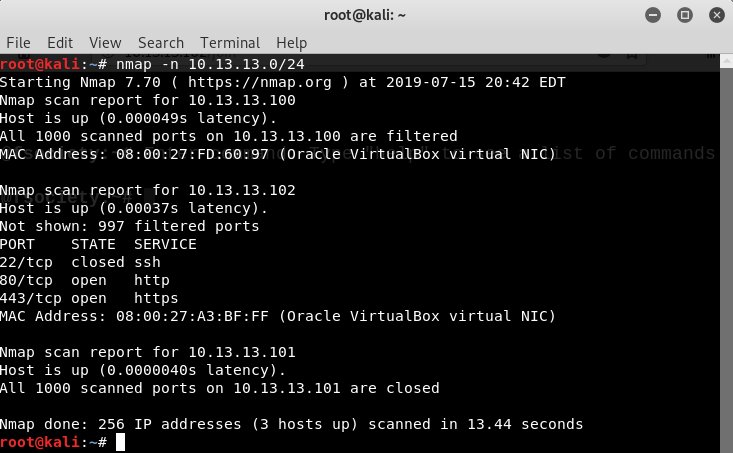 root@kali: ~
File Edit View Search Terminal Help
root@kali:~# nmap -n 10.13.13.0/24
Starting Nmap 7.70 ( https://nmap.org ) at 2019-07-15 20:42 EDT
Nmap scan report for 10.13.13.100
Host is up (0.000049s latency).
All 1000 scanned ports on 10.13.13.100 are filtered
MAC Address: 08:00:27:FD:60:97 (Oracle VirtualBox virtual NIC)
list of commands
Nmap scan report for 10.13.13.102
Host is up (0.00037s latency).
Not shown: 997 filtered ports
PORT STATE SERVICE
22/tcp closed ssh
80/tcp open http
443/tcp open https
MAC Address: 08:00:27:A3:BF:FF (Oracle VirtualBox virtual NIC)
Nmap scan report for 10.13.13.101
Host is up (0.0000040s latency).
All 1000 scanned ports on 10.13.13.101 are closed
Nmap done: 256 IP addresses (3 hosts up) scanned in 13.44 seconds
root@kali:~#